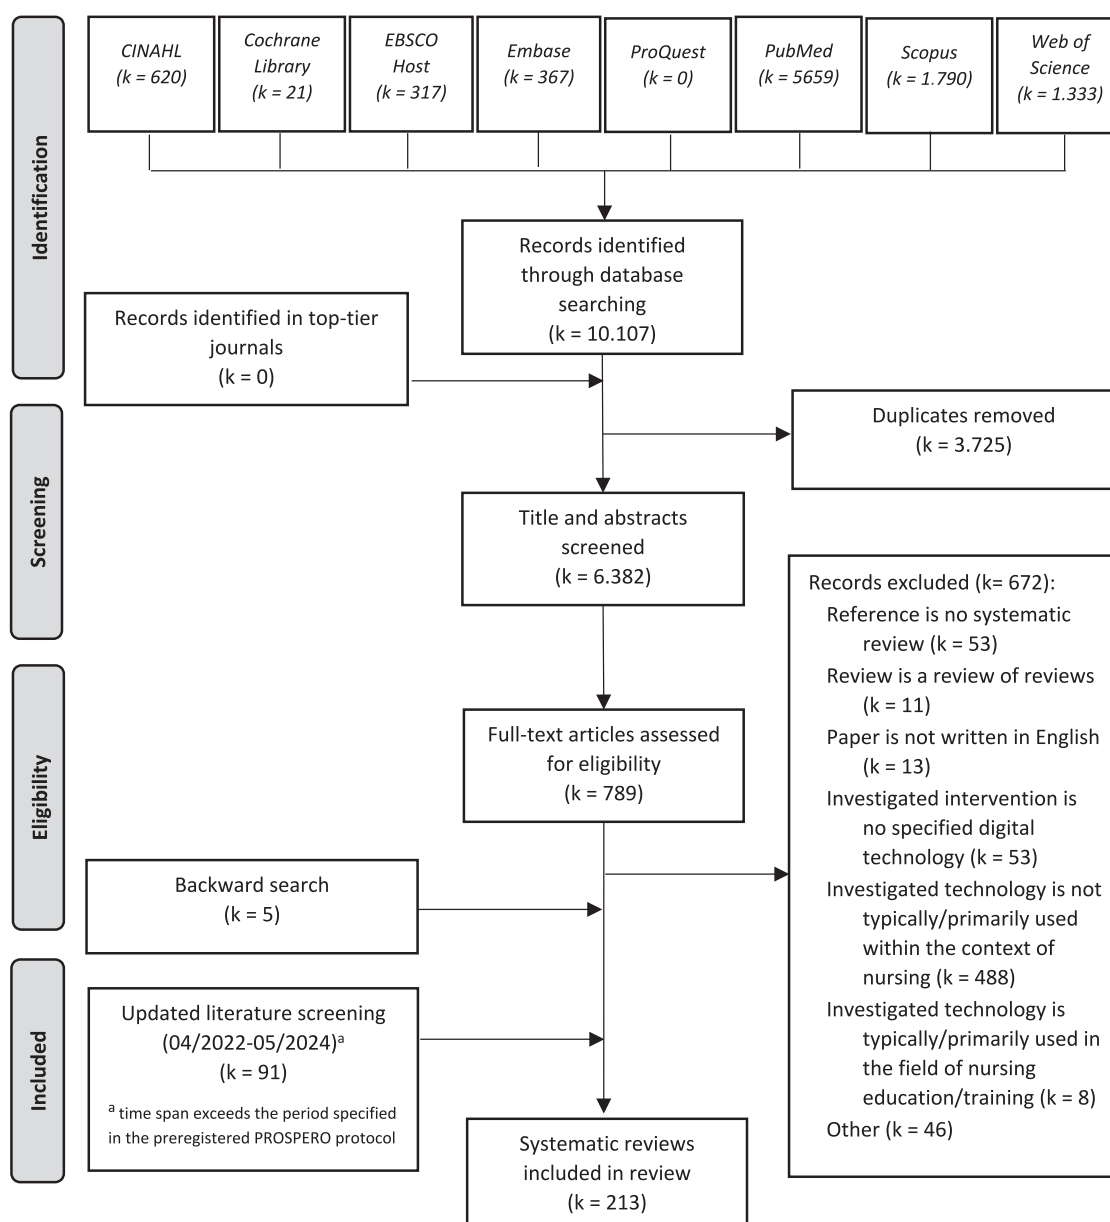 Identification
CINAHL
(k = 620)
Cochrane
Library
(k = 21)
EBSCO
Host
(k = 317)
Embase
(k = 367)
ProQuest
(k = 0)
PubMed
(k = 5659)
Scopus
(k = 1.790)
Web of
Science
(k = 1.333)
Records identified
through database
searching
(k = 10.107)
Records identified in top-tier
journals
(k = 0)
Screening
Duplicates removed
(k = 3.725)
Title and abstracts
screened
(k = 6.382)
Eligibility
Full-text articles assessed
for eligibility
(k = 789)
Records excluded (k= 672):
Reference is no systematic
review (k = 53)
Review is a review of reviews
(k = 11)
Paper is not written in English
(k = 13)
Investigated intervention is
no specified digital
technology (k = 53)
Investigated technology is not
typically/primarily used
within the context of
nursing (k = 488)
Investigated technology is
typically/primarily used in
the field of nursing
education/training (k = 8)
Other (k = 46)
Backward search
(k = 5)
Included
Updated literature screening
(04/2022-05/2024)a
(k = 91)
a time span exceeds the period specified
in the preregistered PROSPERO protocol
Systematic reviews
included in review
(k = 213)